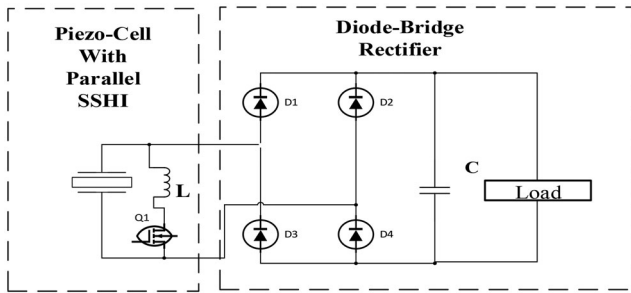 Piezo-Cell
With
Parallel
SSHI
Diode-Bridge
Rectifier
D1
D2
L
Q1
D3
D4
C
Load